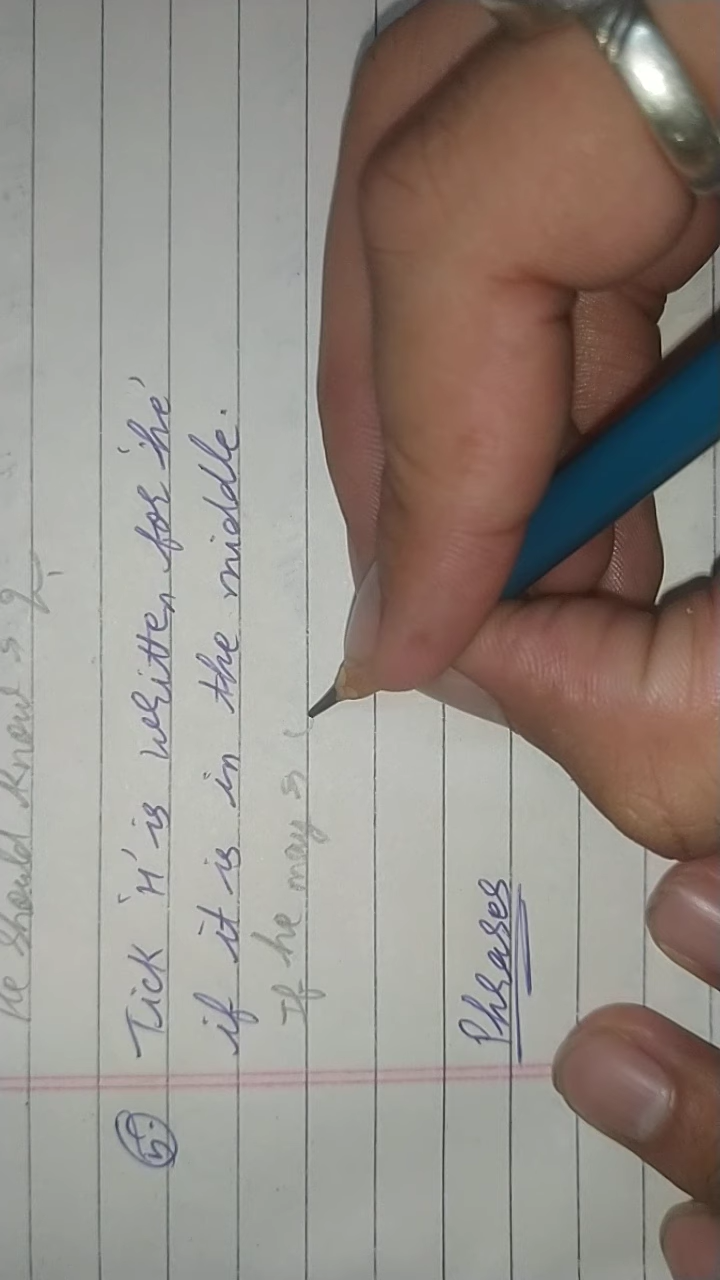 He should know =
5. Tick 'H' is written for 'he'
if it is in the middle.
If he may =
Phrases